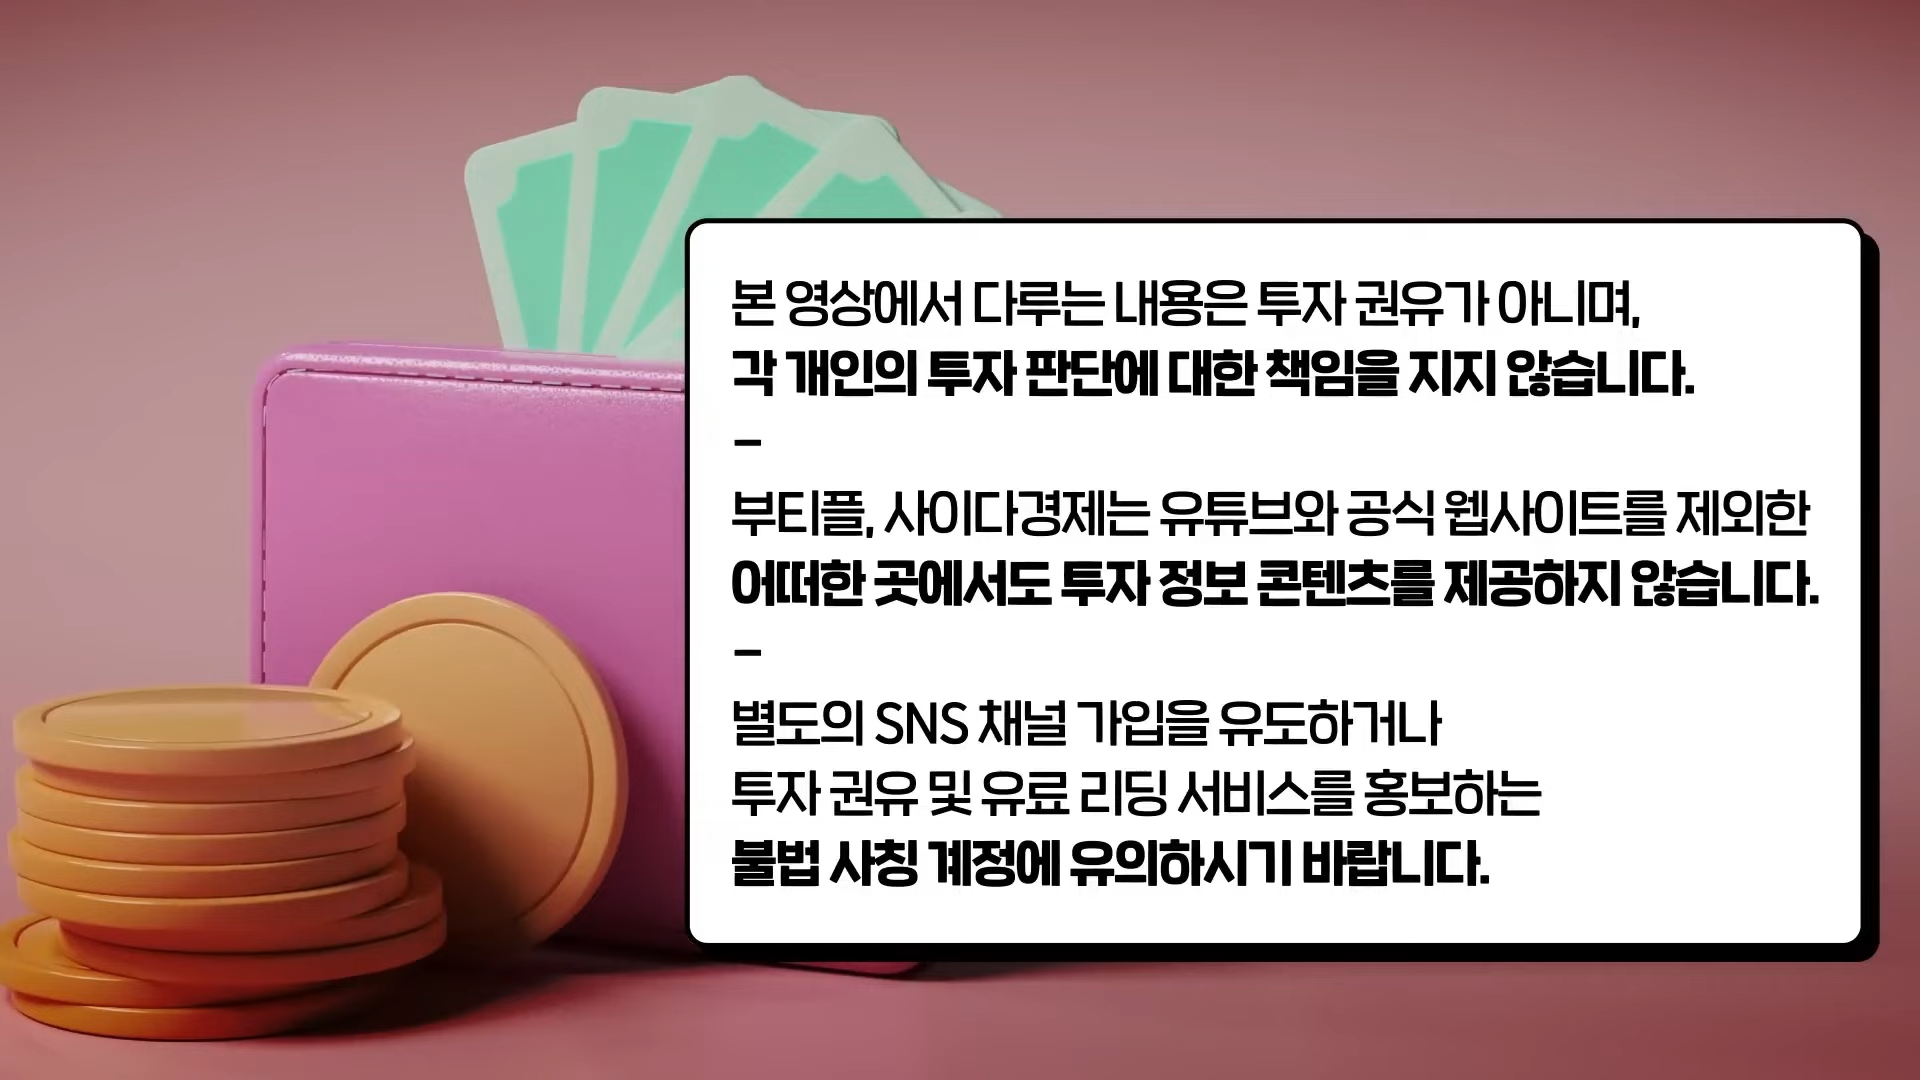 본 영상에서 다루는 내용은 투자 권유가 아니며,
각 개인의 투자 판단에 대한 책임을 지지 않습니다.
–
부티플, 사이다경제는 유튜브와 공식 웹사이트를 제외한
어떠한 곳에서도 투자 정보 콘텐츠를 제공하지 않습니다.
–
별도의 SNS 채널 가입을 유도하거나
투자 권유 및 유료 리딩 서비스를 홍보하는
불법 사칭 계정에 유의하시기 바랍니다.